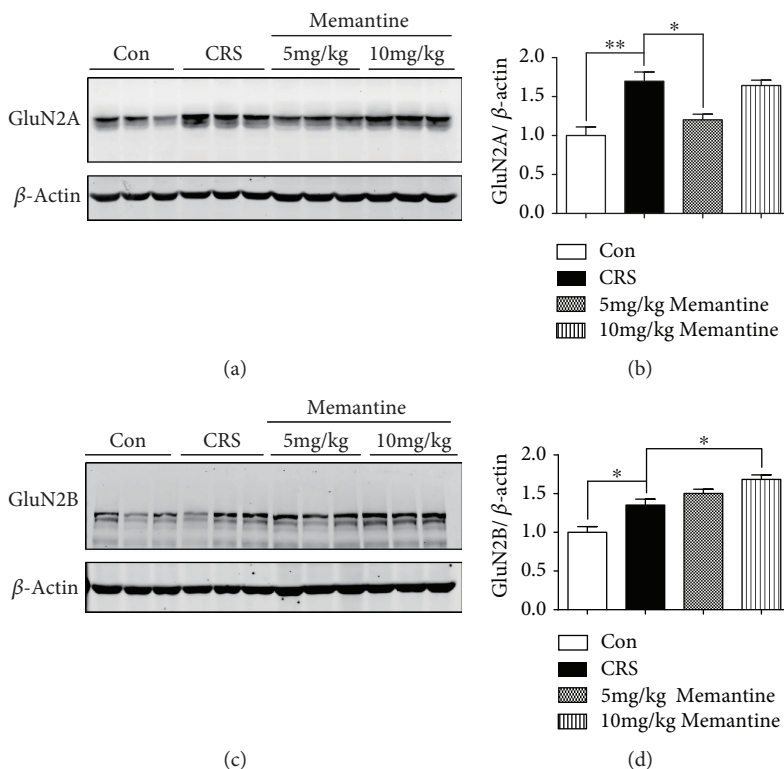 Memantine
Con CRS 5mg/kg 10mg/kg
GluN2A
β-Actin
(a)
** *
2.0
1.5
1.0
0.5
0.0
GluN2A/ β-actin
Con
CRS
5mg/kg Memantine
10mg/kg Memantine
(b)
Memantine
Con CRS 5mg/kg 10mg/kg
GluN2B
β-Actin
(c)
* *
2.0
1.5
1.0
0.5
0.0
GluN2B/ β-actin
Con
CRS
5mg/kg Memantine
10mg/kg Memantine
(d)